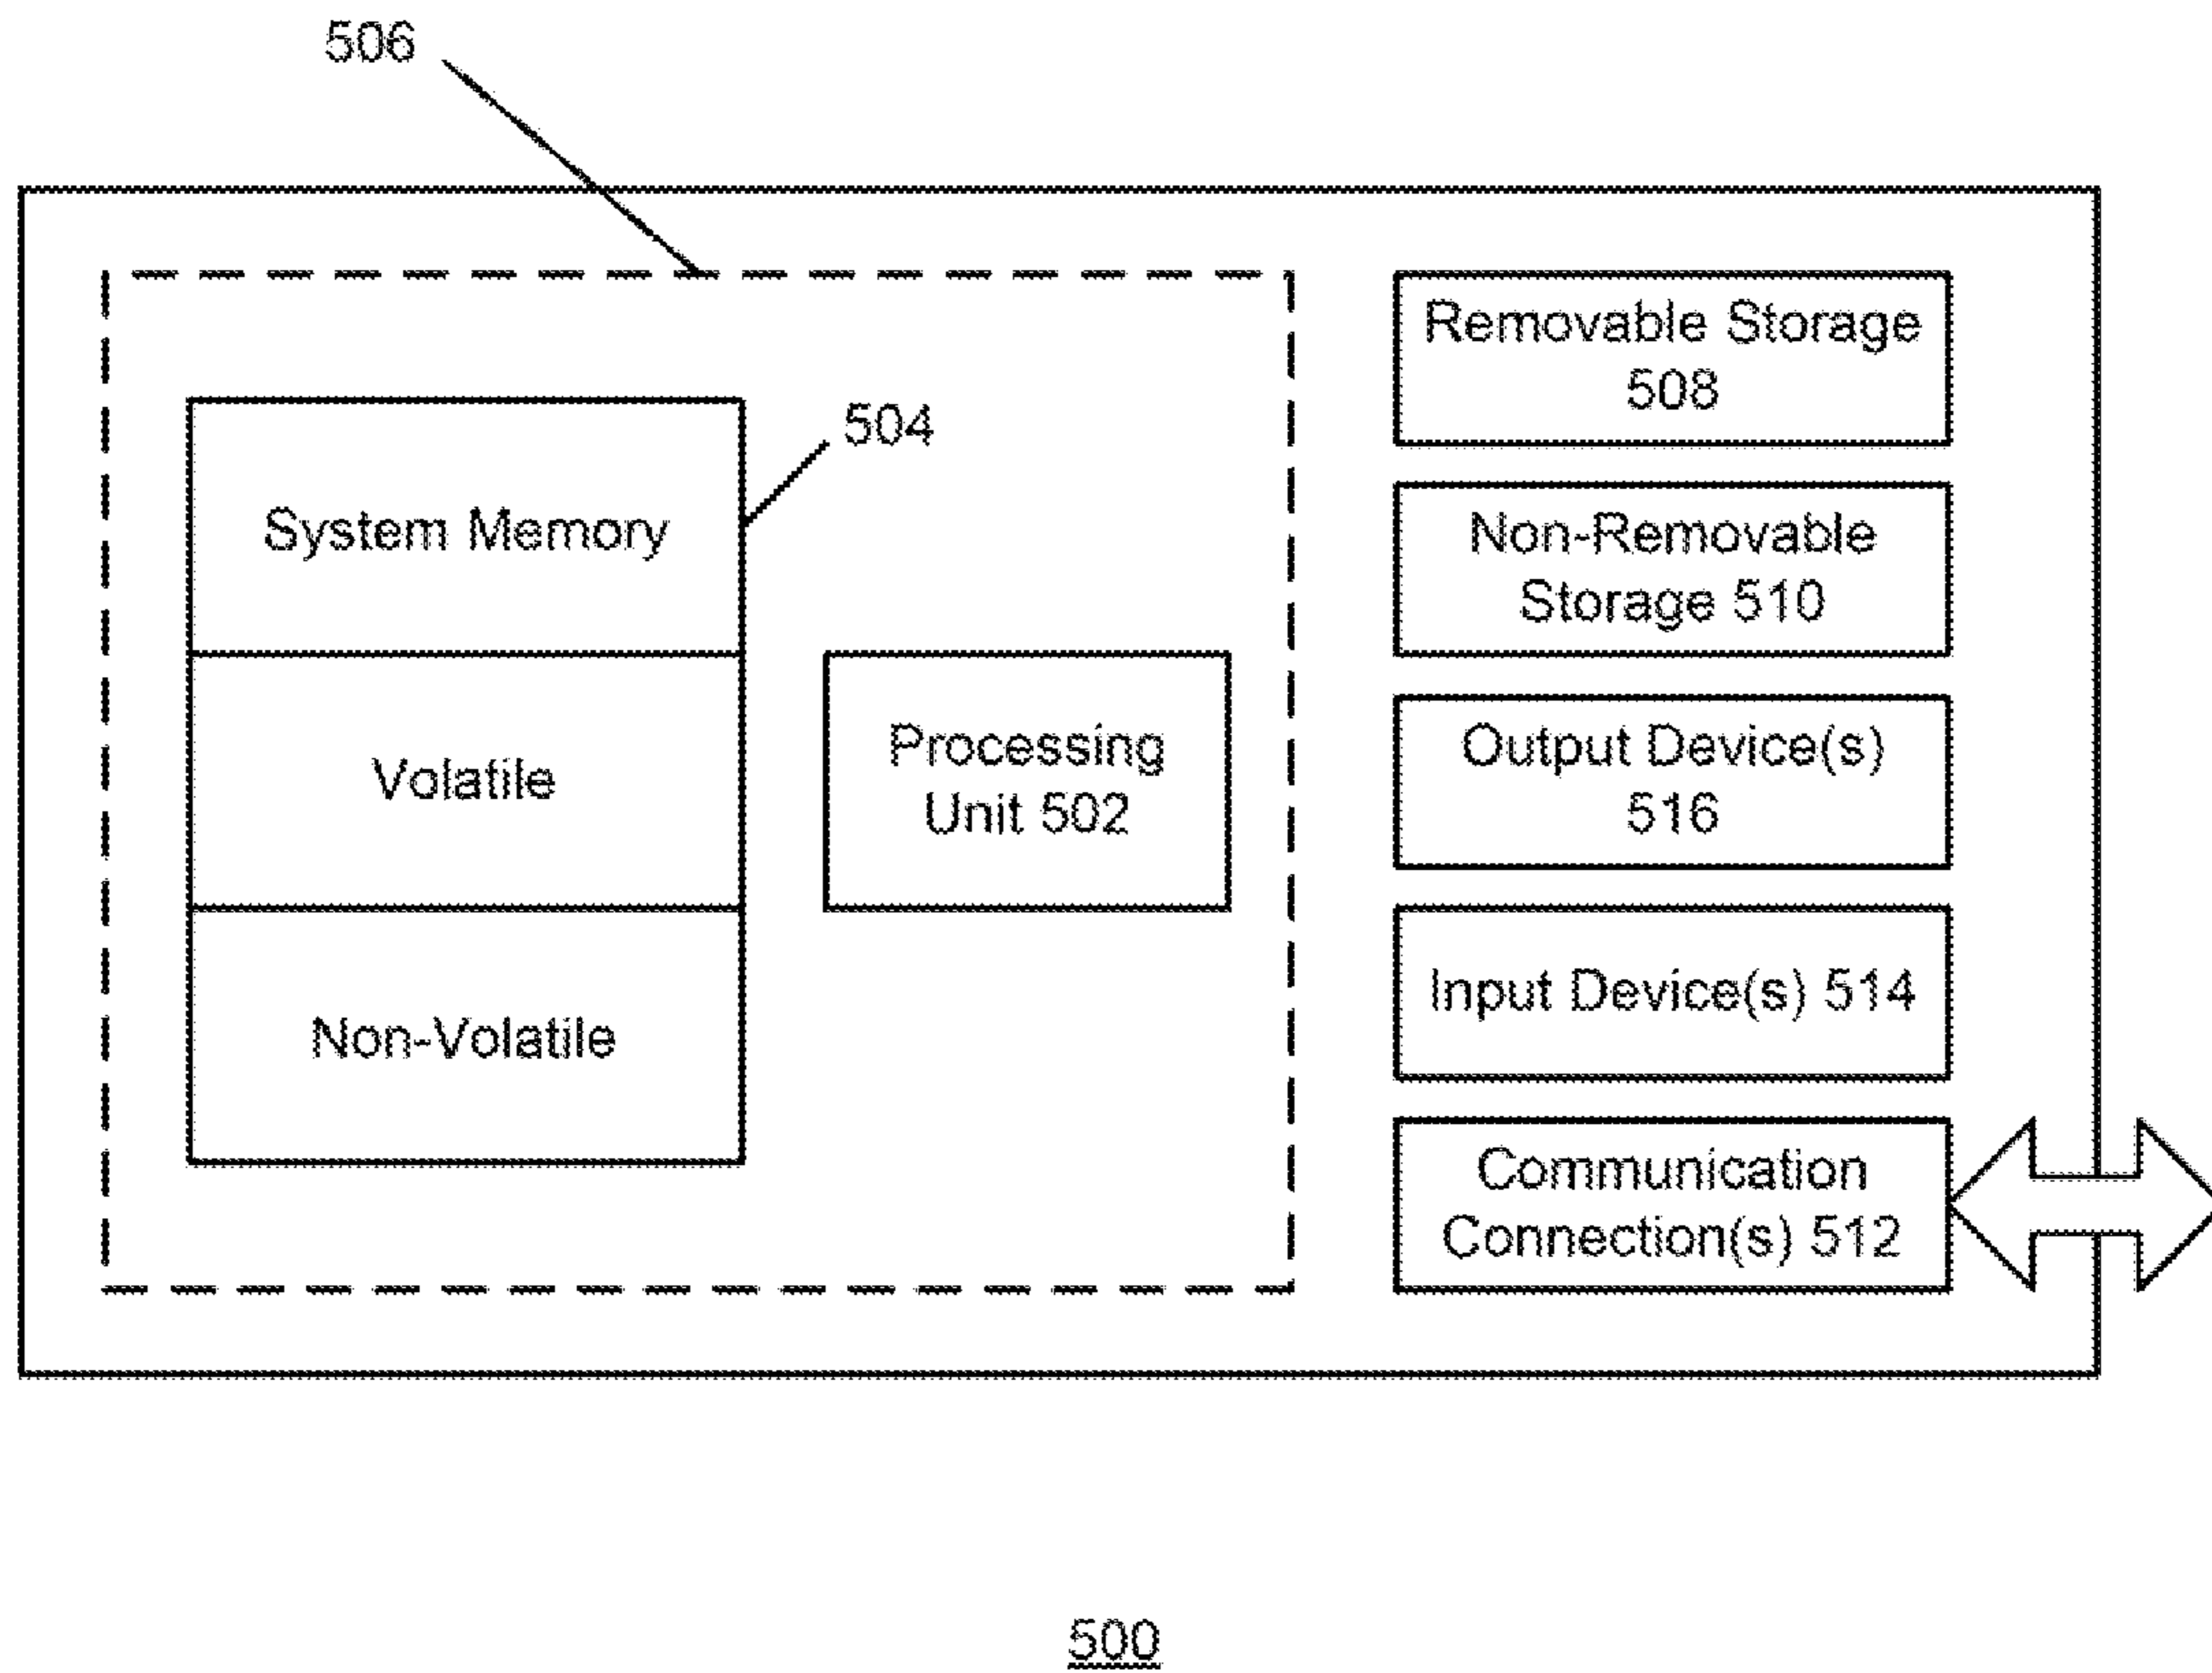 506
504
System Memory
Volatile
Non-Volatile
Processing
Unit 502
Removable Storage
508
Non-Removable
Storage 510
Output Device(s)
516
Input Device(s) 514
Communication
Connection(s) 512
500